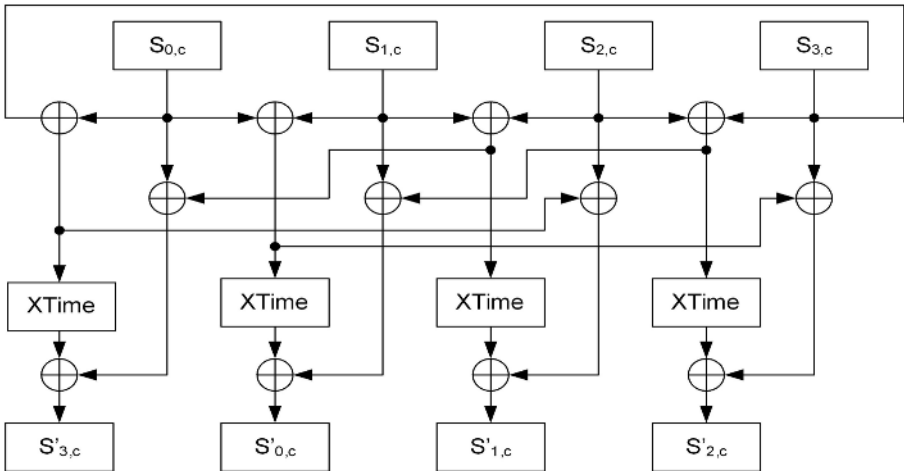 S0,c
S1,c
S2,c
S3,c
XTime
XTime
XTime
XTime
S'3,c
S'0,c
S'1,c
S'2,c